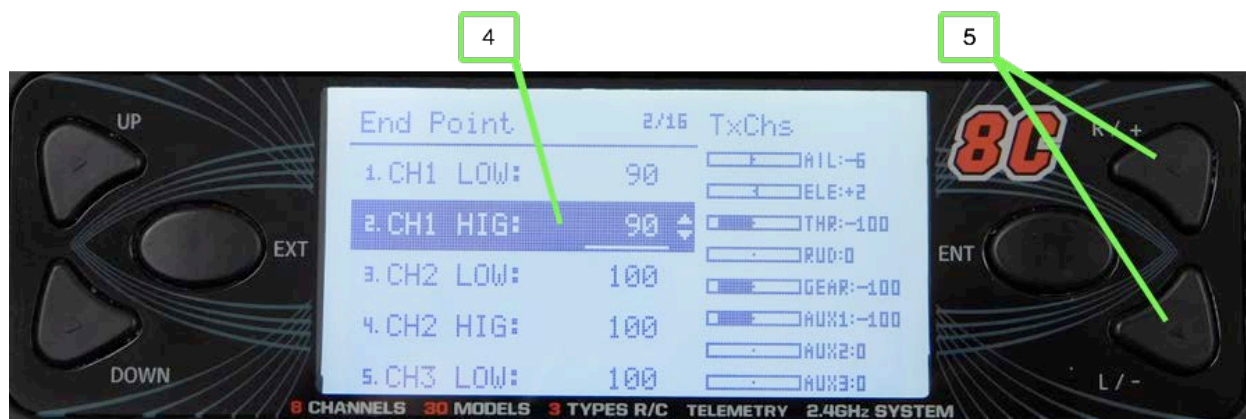 4
5
UP
EXT
DOWN
End Point 2/16
1. CH1 LOW: 90
2. CH1 HIG: 90
3. CH2 LOW: 100
4. CH2 HIG: 100
5. CH3 LOW: 100
TxChs
AIL:-6
ELE:+2
THR:-100
RUD:0
GEAR:-100
AUX1:-100
AUX2:0
AUX3:0
8C
R/+
ENT
L/-
8 CHANNELS 30 MODELS 3 TYPES R/C TELEMETRY 2.4GHz SYSTEM